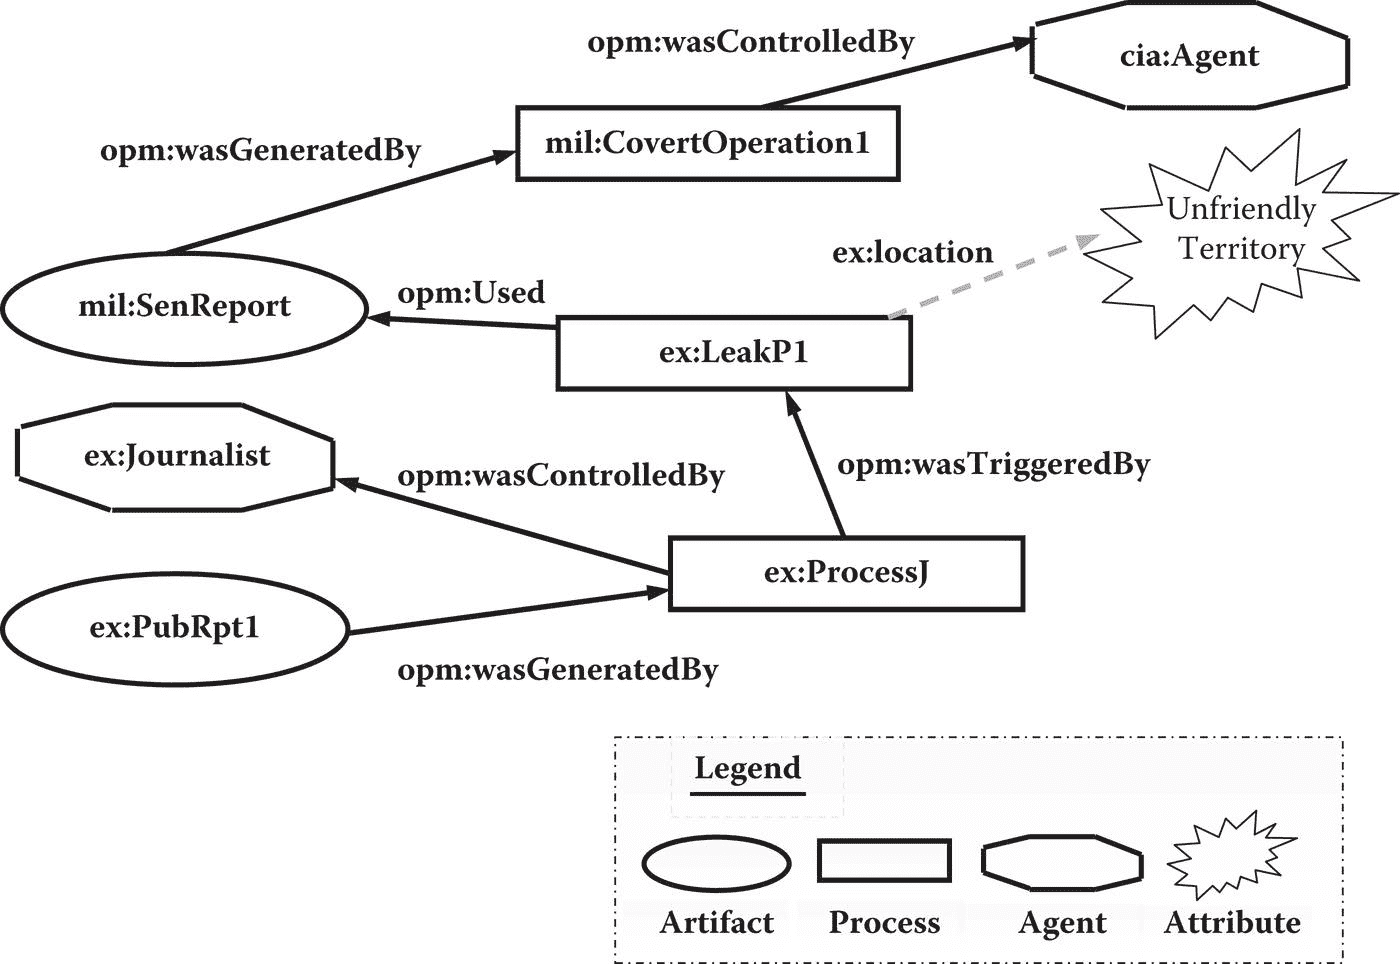 opm:wasControlledBy
cia:Agent
opm:wasGeneratedBy
mil:CovertOperation1
Unfriendly
Territory
ex:location
mil:SenReport
opm:Used
ex:LeakP1
ex:Journalist
opm:wasControlledBy
opm:wasTriggeredBy
ex:ProcessJ
ex:PubRpt1
opm:wasGeneratedBy
Legend
Artifact
Process
Agent
Attribute